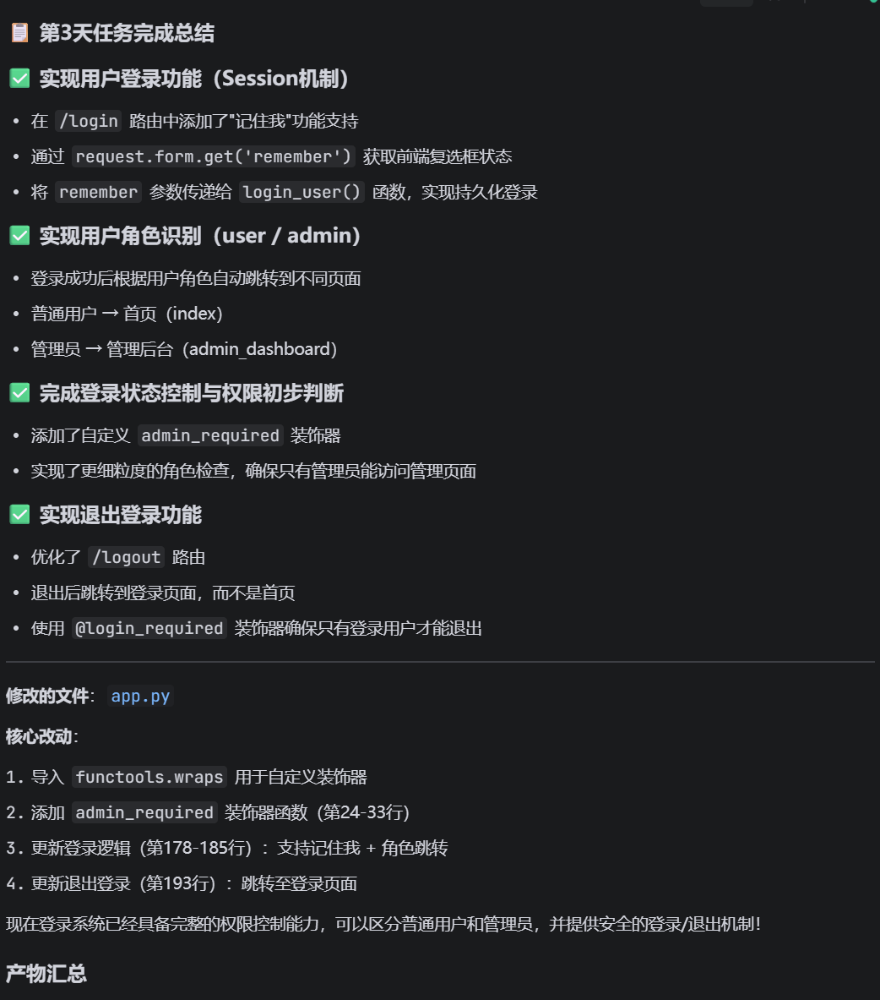 📋 第3天任务完成总结
✅ 实现用户登录功能（Session机制）
• 在 /login 路由中添加了"记住我"功能支持
• 通过 request.form.get('remember') 获取前端复选框状态
• 将 remember 参数传递给 login_user() 函数，实现持久化登录
✅ 实现用户角色识别（user / admin）
• 登录成功后根据用户角色自动跳转到不同页面
• 普通用户 → 首页（index）
• 管理员 → 管理后台（admin_dashboard）
✅ 完成登录状态控制与权限初步判断
• 添加了自定义 admin_required 装饰器
• 实现了更细粒度的角色检查，确保只有管理员能访问管理页面
✅ 实现退出登录功能
• 优化了 /logout 路由
• 退出后跳转到登录页面，而不是首页
• 使用 @login_required 装饰器确保只有登录用户才能退出
修改的文件： app.py
核心改动：
1. 导入 functools.wraps 用于自定义装饰器
2. 添加 admin_required 装饰器函数（第24-33行）
3. 更新登录逻辑（第178-185行）：支持记住我 + 角色跳转
4. 更新退出登录（第193行）：跳转至登录页面
现在登录系统已经具备完整的权限控制能力，可以区分普通用户和管理员，并提供安全的登录/退出机制！
产物汇总